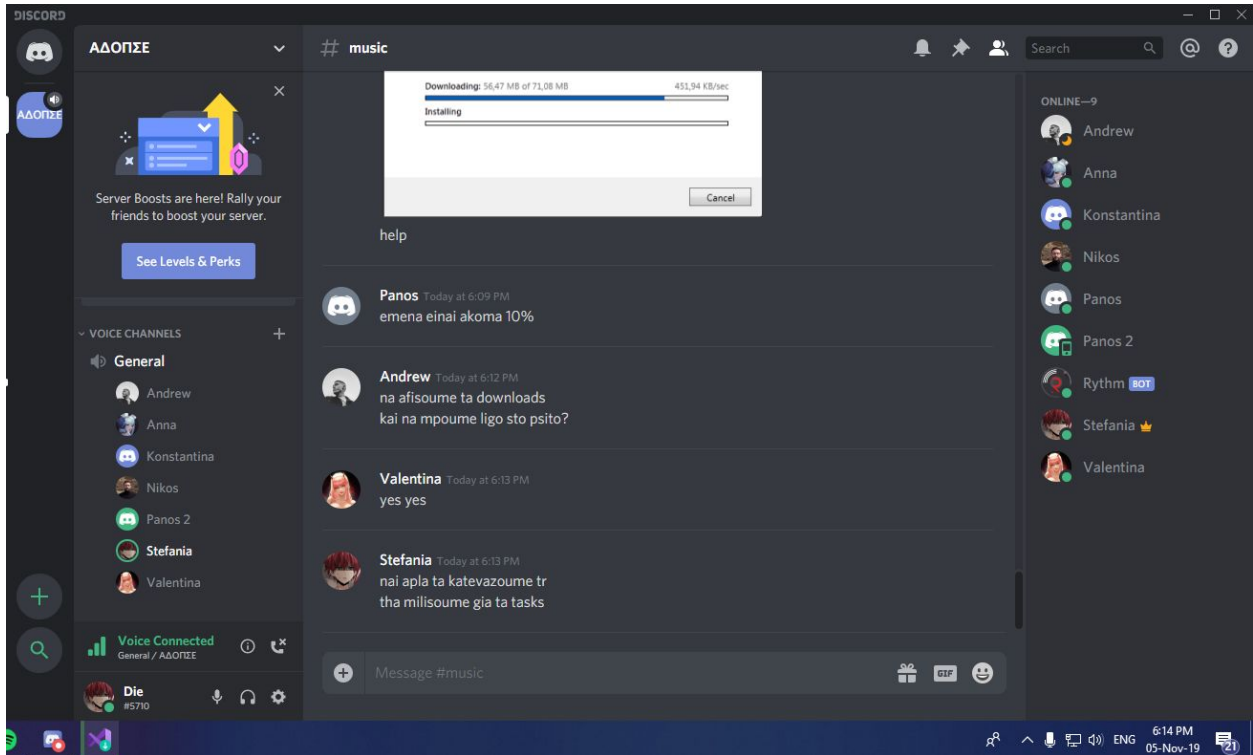 DISCORD
ΑΔΟΠΣΕ
ΑΔΟΠΣΕ
Server Boosts are here! Rally your
friends to boost your server.
See Levels & Perks
VOICE CHANNELS
General
Andrew
Anna
Konstantina
Nikos
Panos 2
Stefania
Valentina
Voice Connected
General / ΑΔΟΠΣΕ
Die
#5710
# music
Search
Downloading: 56,47 MB of 71,08 MB 451,94 KB/sec
Installing
Cancel
help
Panos Today at 6:09 PM
emena einai akoma 10%
Andrew Today at 6:12 PM
na afisoume ta downloads
kai na mpoume ligo sto psito?
Valentina Today at 6:13 PM
yes yes
Stefania Today at 6:13 PM
nai apla ta katevazoume tr
tha milisoume gia ta tasks
Message #music
GIF
ONLINE—9
Andrew
Anna
Konstantina
Nikos
Panos
Panos 2
Rythm BOT
Stefania
Valentina
ENG
6:14 PM
05-Nov-19
21